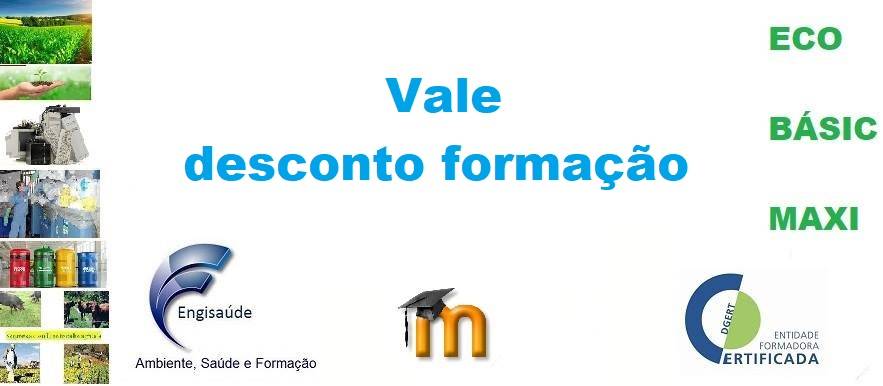 ECO
Vale
BÁSIC
desconto formação
MAXI
Engisaúde
Ambiente, Saúde e Formação
m
DGERT
ENTIDADE
FORMADORA
CERTIFICADA